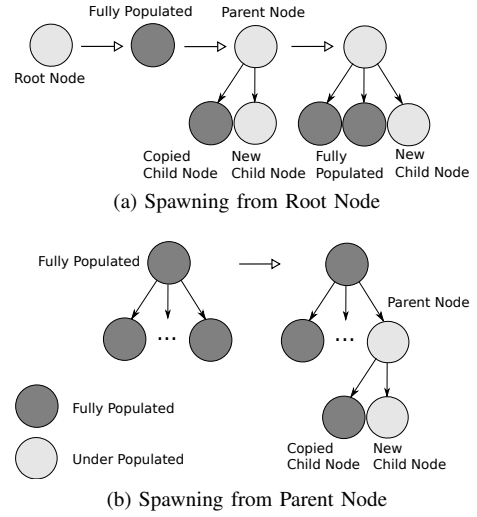 Fully Populated
Parent Node
Root Node
Copied
Child Node
New
Child Node
Fully
Populated
New
Child Node
(a) Spawning from Root Node
Fully Populated
...
...
Parent Node
Fully Populated
Under Populated
Copied
Child Node
New
Child Node
(b) Spawning from Parent Node